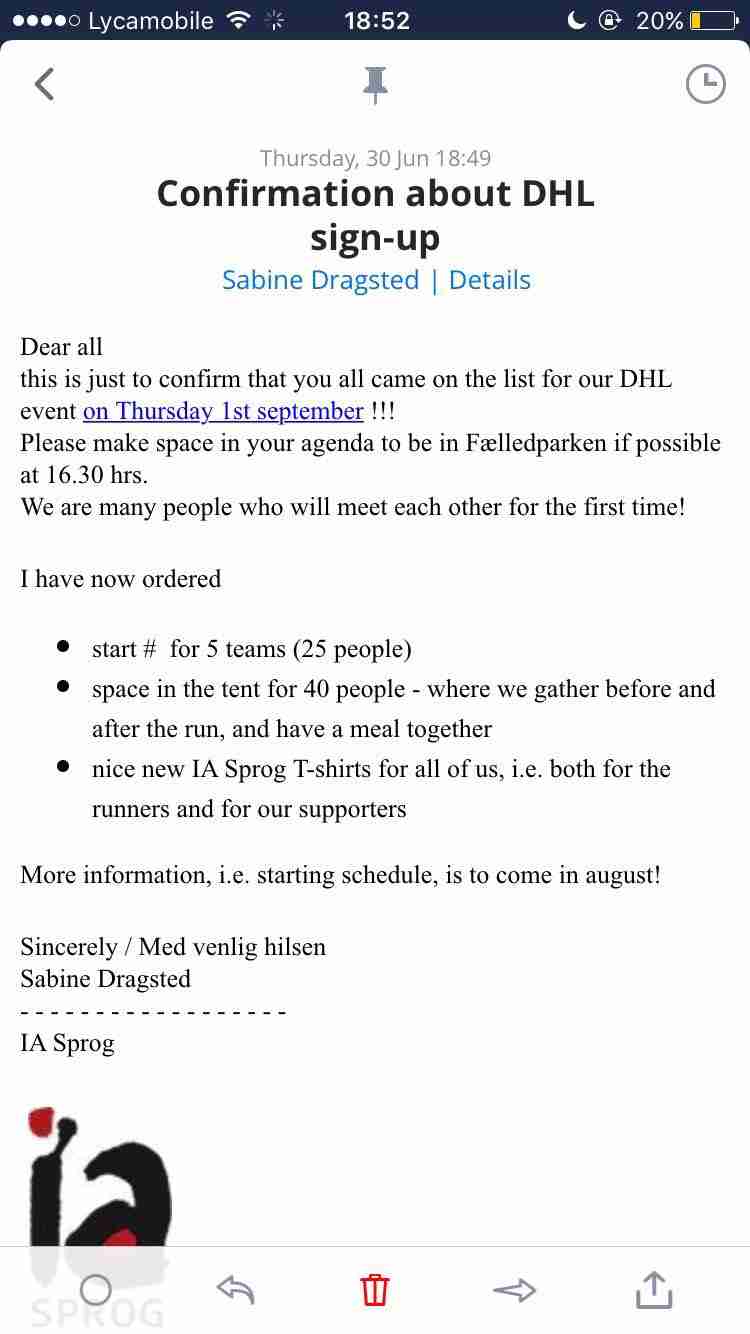 Lycamobile 18:52 20%
Thursday, 30 Jun 18:49
Confirmation about DHL
sign-up
Sabine Dragsted | Details
Dear all
this is just to confirm that you all came on the list for our DHL
event on Thursday 1st september !!!
Please make space in your agenda to be in Fælledparken if possible
at 16.30 hrs.
We are many people who will meet each other for the first time!
I have now ordered
• start #  for 5 teams (25 people)
• space in the tent for 40 people - where we gather before and
after the run, and have a meal together
• nice new IA Sprog T-shirts for all of us, i.e. both for the
runners and for our supporters
More information, i.e. starting schedule, is to come in august!
Sincerely / Med venlig hilsen
Sabine Dragsted
- - - - - - - - - - - - - - - - - -
IA Sprog
ia
SPROG